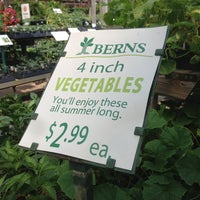 BERNS
4 inch
VEGETABLES
You'll enjoy these
all summer long.
$2.99 ea.